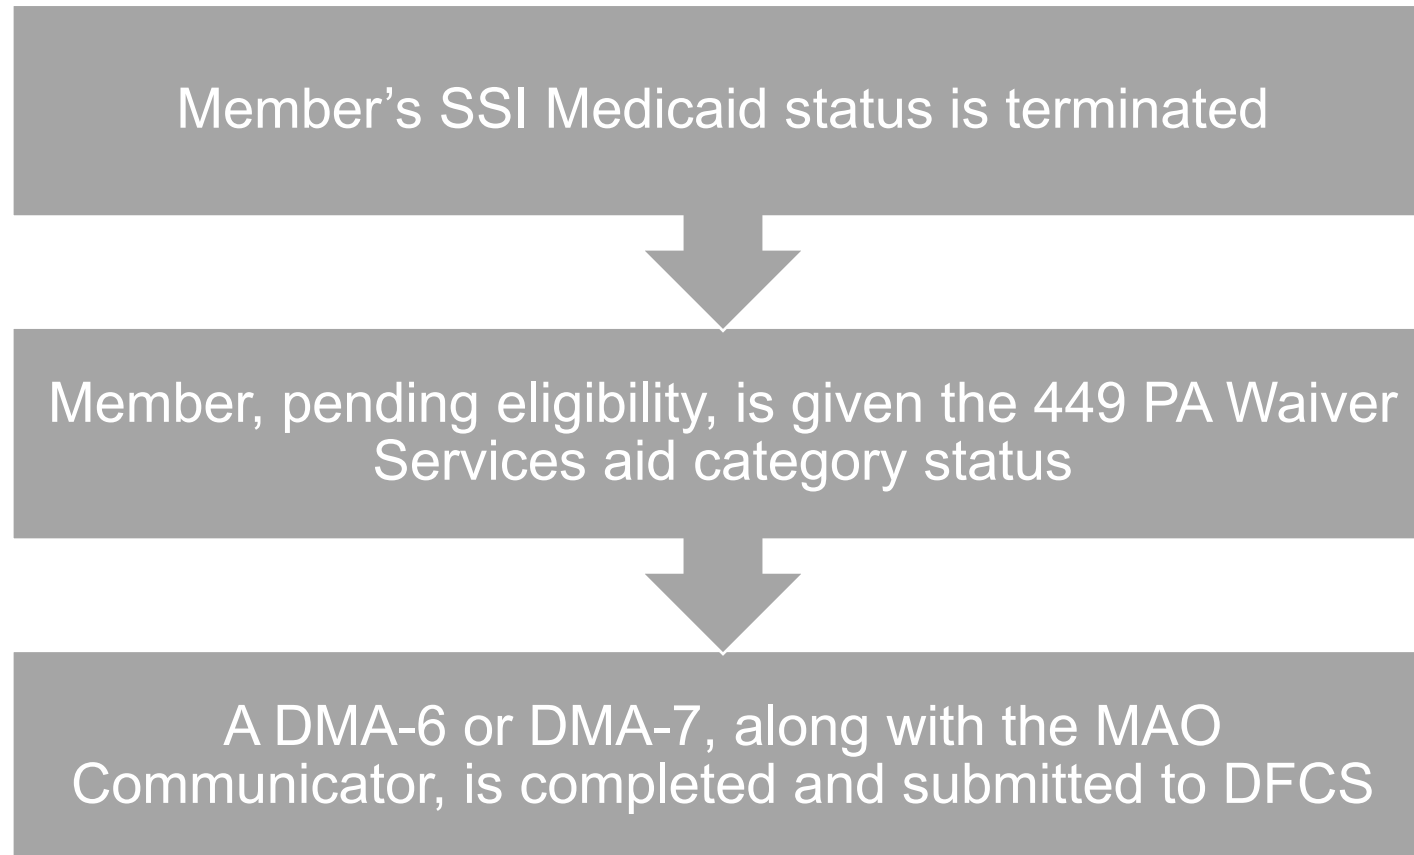 Member’s SSI Medicaid status is terminated
Member, pending eligibility, is given the 449 PA Waiver
Services aid category status
A DMA-6 or DMA-7, along with the MAO
Communicator, is completed and submitted to DFCS